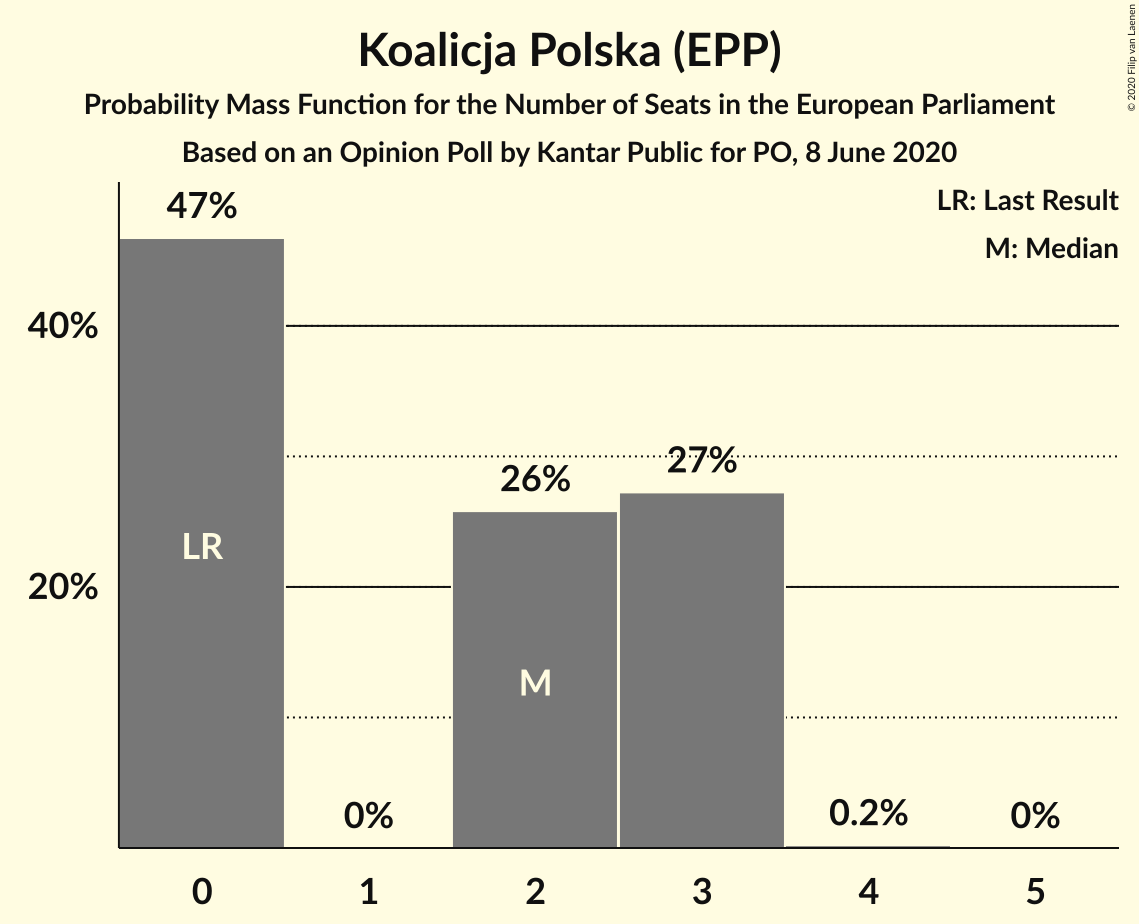 Koalicja Polska (EPP)
Probability Mass Function for the Number of Seats in the European Parliament
Based on an Opinion Poll by Kantar Public for PO, 8 June 2020
© 2020 Filip van Laenen
LR: Last Result
M: Median
47%
40%
27%
26%
LR
20%
M
0%
0.2%
0%
0 1 2 3 4 5